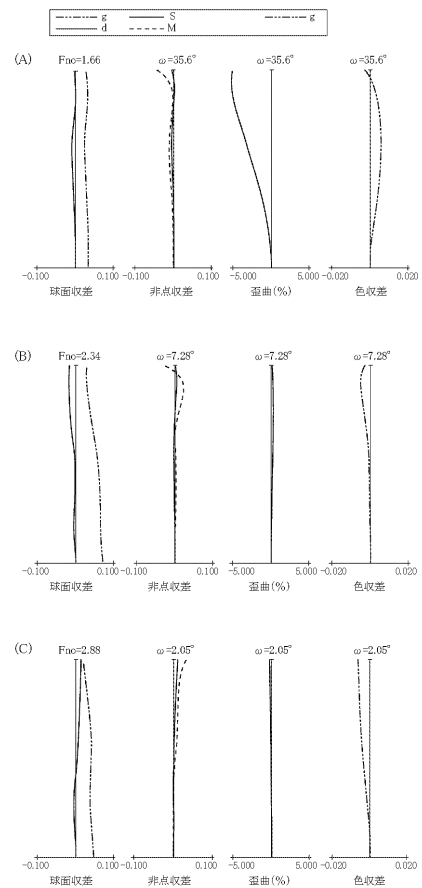 g S g
d M
(A) Fno=1.66 ω=35.6° ω=35.6° ω=35.6°
-0.100 0.100 -0.100 0.100 -5.000 5.000 -0.020 0.020
球面収差 非点収差 歪曲(%) 色収差
(B) Fno=2.34 ω=7.28° ω=7.28° ω=7.28°
-0.100 0.100 -0.100 0.100 -5.000 5.000 -0.020 0.020
球面収差 非点収差 歪曲(%) 色収差
(C) Fno=2.88 ω=2.05° ω=2.05° ω=2.05°
-0.100 0.100 -0.100 0.100 -5.000 5.000 -0.020 0.020
球面収差 非点収差 歪曲(%) 色収差